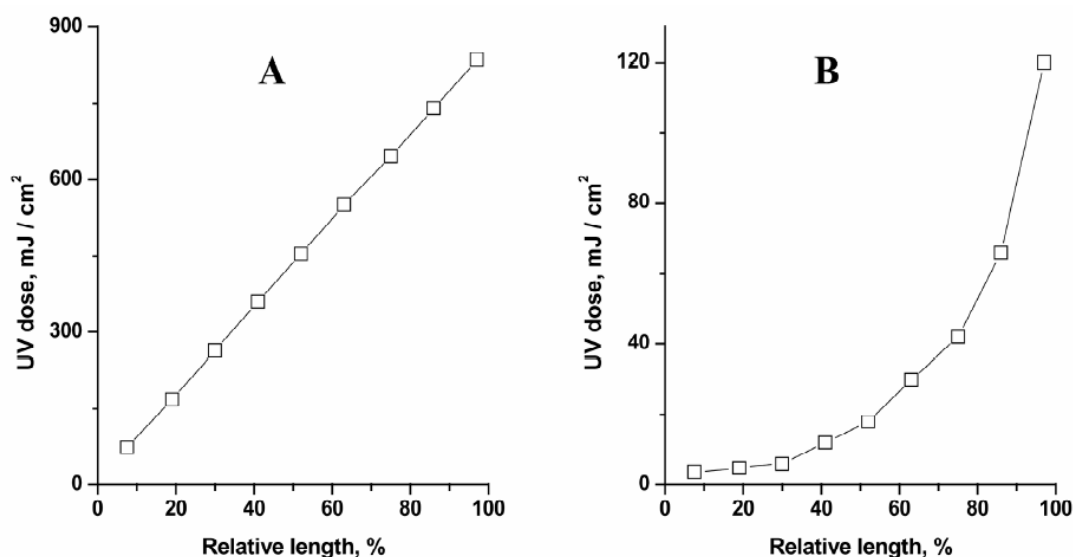 A
UV dose, mJ / cm²
900
600
300
0
0 20 40 60 80 100
Relative length, %
B
UV dose, mJ / cm²
120
80
40
0
0 20 40 60 80 100
Relative length, %